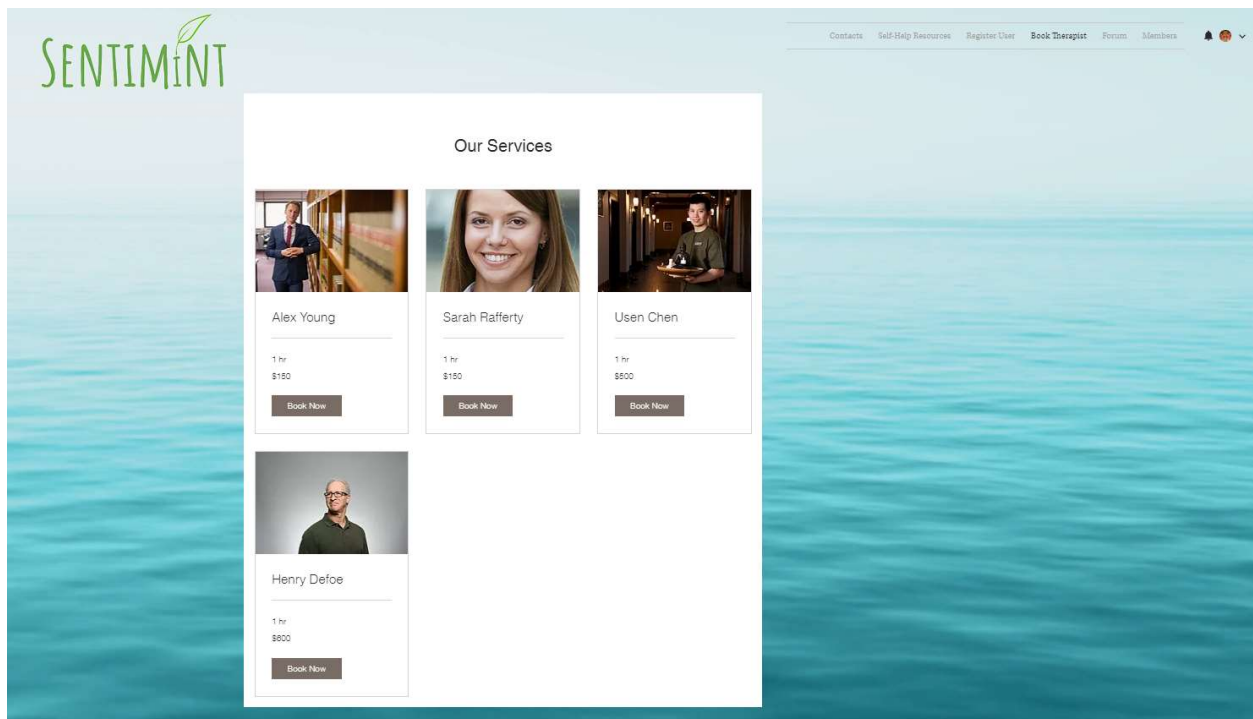 SENTIMINT
Contacts Self-Help Resources Register User Book Therapist Forum Members
Our Services
Alex Young
1 hr
$150
Book Now
Sarah Rafferty
1 hr
$150
Book Now
Usen Chen
1 hr
$500
Book Now
Henry Defoe
1 hr
$600
Book Now